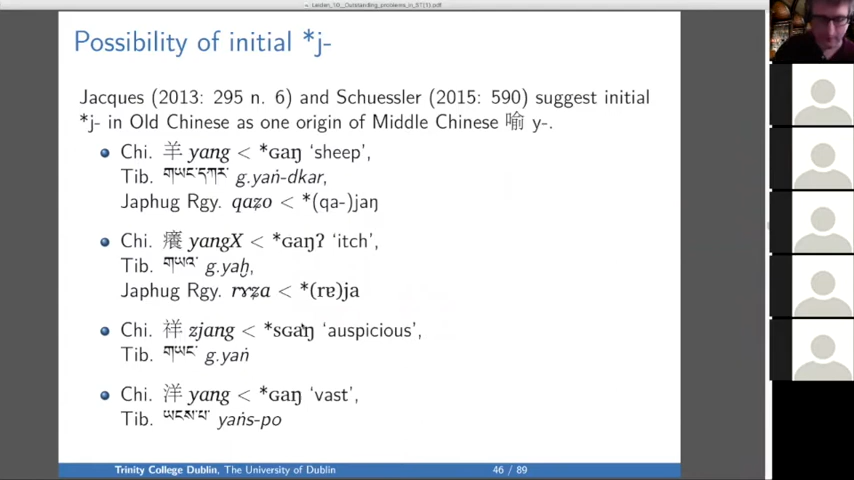 Leiden_10__Outstanding_problems_in_ST(1).pdf
Possibility of initial *j-
Jacques (2013: 295 n. 6) and Schuessler (2015: 590) suggest initial
*j- in Old Chinese as one origin of Middle Chinese 喻 y-.
Chi. 羊 yang < *ɢaŋ ‘sheep’,
Tib. གཡང་དཀར་ g.yaṅ-dkar,
Japhug Rgy. qaʑo < *(qa-)jaŋ
Chi. 癢 yangX < *ɢaŋʔ ‘itch’,
Tib. གཡའ་ g.yaḫ,
Japhug Rgy. rɤʑa < *(rɐ)ja
Chi. 祥 zjang < *sɢaŋ ‘auspicious’,
Tib. གཡང་ g.yaṅ
Chi. 洋 yang < *ɢaŋ ‘vast’,
Tib. ཡངས་པ་ yaṅs-po
Trinity College Dublin, The University of Dublin
46 / 89